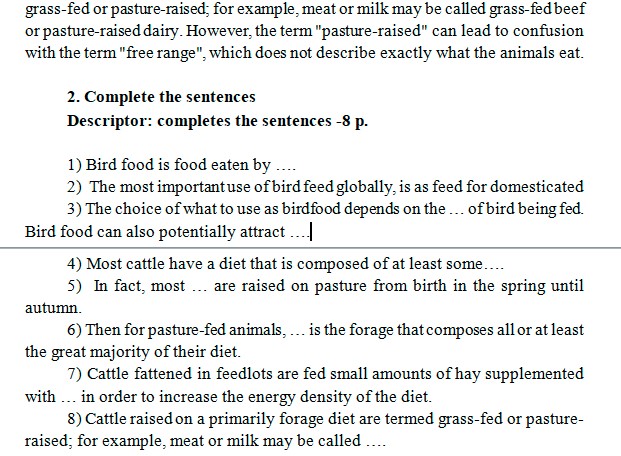 grass-fed or pasture-raised; for example, meat or milk may be called grass-fed beef
or pasture-raised dairy. However, the term "pasture-raised" can lead to confusion
with the term "free range", which does not describe exactly what the animals eat.
2. Complete the sentences
Descriptor: completes the sentences -8 p.
1) Bird food is food eaten by ….
2) The most important use of bird feed globally, is as feed for domesticated
3) The choice of what to use as birdfood depends on the … of bird being fed.
Bird food can also potentially attract ….
4) Most cattle have a diet that is composed of at least some….
5) In fact, most … are raised on pasture from birth in the spring until
autumn.
6) Then for pasture-fed animals, … is the forage that composes all or at least
the great majority of their diet.
7) Cattle fattened in feedlots are fed small amounts of hay supplemented
with … in order to increase the energy density of the diet.
8) Cattle raised on a primarily forage diet are termed grass-fed or pasture-
raised; for example, meat or milk may be called ….